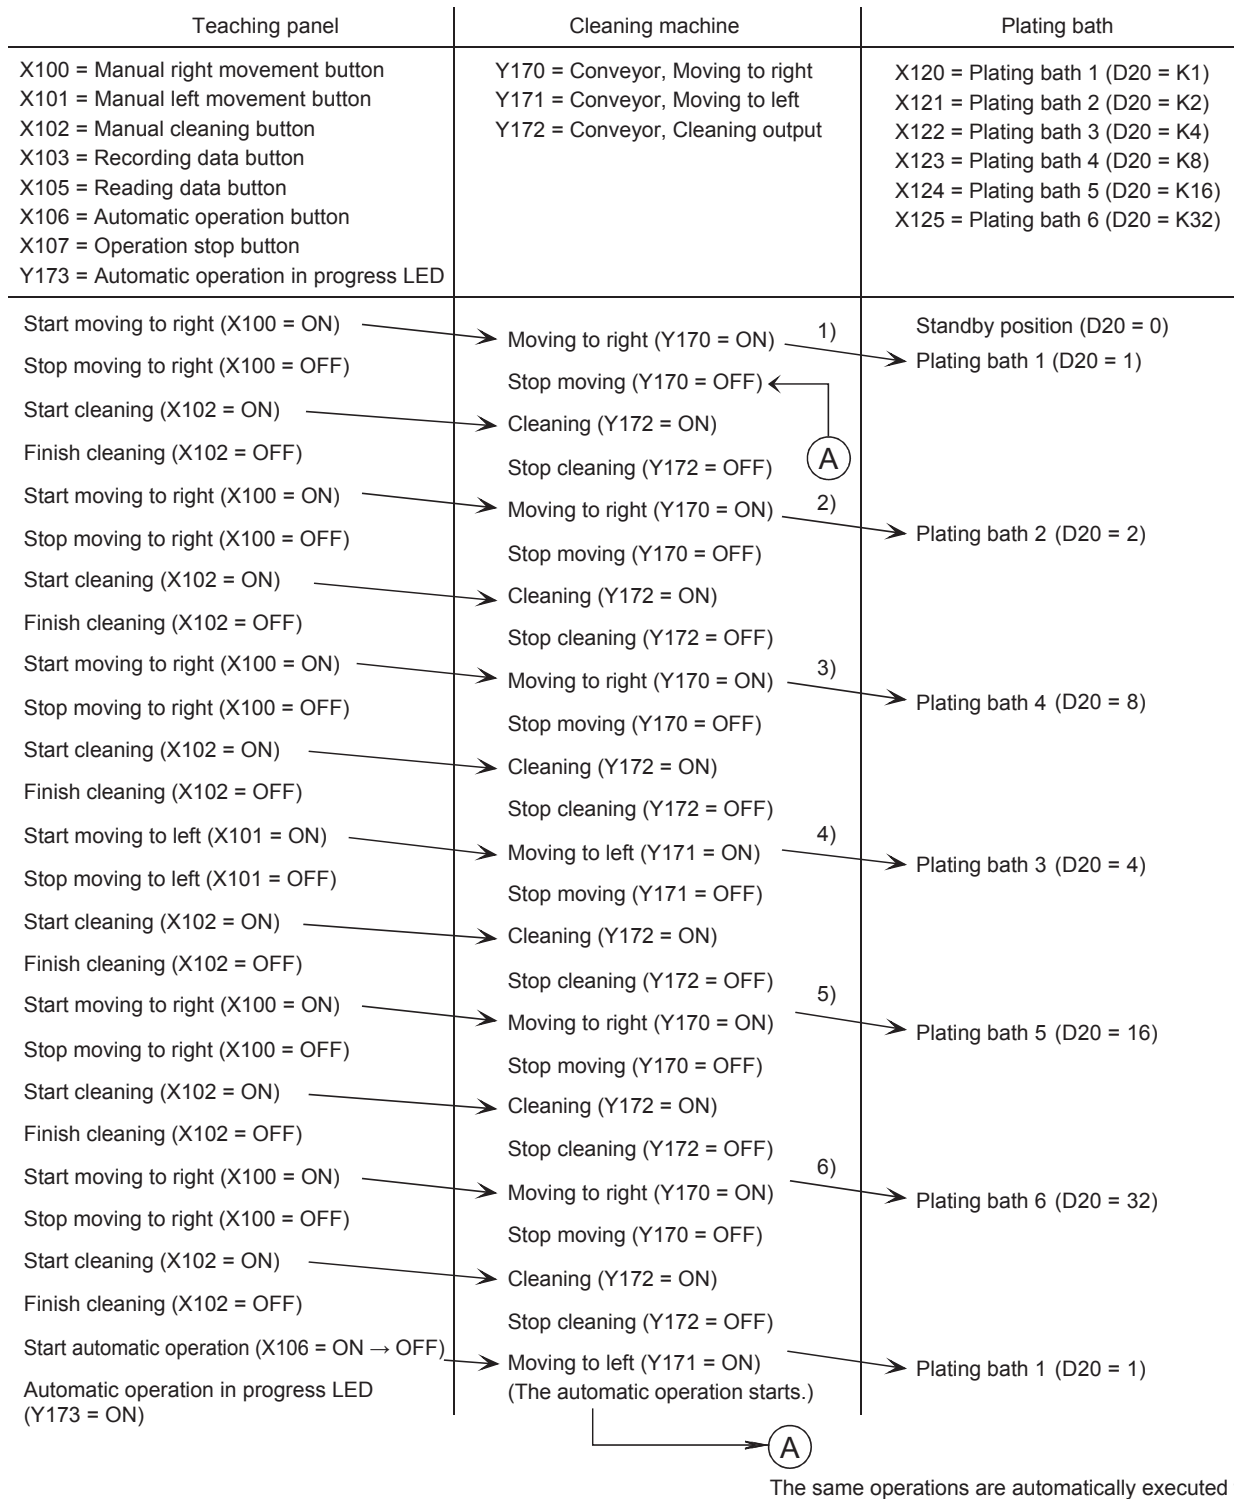 Teaching panel
Cleaning machine
Plating bath
X100 = Manual right movement button
X101 = Manual left movement button
X102 = Manual cleaning button
X103 = Recording data button
X105 = Reading data button
X106 = Automatic operation button
X107 = Operation stop button
Y173 = Automatic operation in progress LED
Y170 = Conveyor, Moving to right
Y171 = Conveyor, Moving to left
Y172 = Conveyor, Cleaning output
X120 = Plating bath 1 (D20 = K1)
X121 = Plating bath 2 (D20 = K2)
X122 = Plating bath 3 (D20 = K4)
X123 = Plating bath 4 (D20 = K8)
X124 = Plating bath 5 (D20 = K16)
X125 = Plating bath 6 (D20 = K32)
Start moving to right (X100 = ON)
Stop moving to right (X100 = OFF)
Start cleaning (X102 = ON)
Finish cleaning (X102 = OFF)
Start moving to right (X100 = ON)
Stop moving to right (X100 = OFF)
Start cleaning (X102 = ON)
Finish cleaning (X102 = OFF)
Start moving to right (X100 = ON)
Stop moving to right (X100 = OFF)
Start cleaning (X102 = ON)
Finish cleaning (X102 = OFF)
Start moving to left (X101 = ON)
Stop moving to left (X101 = OFF)
Start cleaning (X102 = ON)
Finish cleaning (X102 = OFF)
Start moving to right (X100 = ON)
Stop moving to right (X100 = OFF)
Start cleaning (X102 = ON)
Finish cleaning (X102 = OFF)
Start moving to right (X100 = ON)
Stop moving to right (X100 = OFF)
Start cleaning (X102 = ON)
Finish cleaning (X102 = OFF)
Start automatic operation (X106 = ON → OFF)
Automatic operation in progress LED
(Y173 = ON)
Moving to right (Y170 = ON) 1)
Stop moving (Y170 = OFF)
Cleaning (Y172 = ON)
A
Stop cleaning (Y172 = OFF)
Moving to right (Y170 = ON) 2)
Stop moving (Y170 = OFF)
Cleaning (Y172 = ON)
Stop cleaning (Y172 = OFF)
Moving to right (Y170 = ON) 3)
Stop moving (Y170 = OFF)
Cleaning (Y172 = ON)
Stop cleaning (Y172 = OFF)
Moving to left (Y171 = ON) 4)
Stop moving (Y171 = OFF)
Cleaning (Y172 = ON)
Stop cleaning (Y172 = OFF)
Moving to right (Y170 = ON) 5)
Stop moving (Y170 = OFF)
Cleaning (Y172 = ON)
Stop cleaning (Y172 = OFF)
Moving to right (Y170 = ON) 6)
Stop moving (Y170 = OFF)
Cleaning (Y172 = ON)
Stop cleaning (Y172 = OFF)
Moving to left (Y171 = ON)
(The automatic operation starts.)
A
Standby position (D20 = 0)
Plating bath 1 (D20 = 1)
Plating bath 2 (D20 = 2)
Plating bath 4 (D20 = 8)
Plating bath 3 (D20 = 4)
Plating bath 5 (D20 = 16)
Plating bath 6 (D20 = 32)
Plating bath 1 (D20 = 1)
The same operations are automatically executed